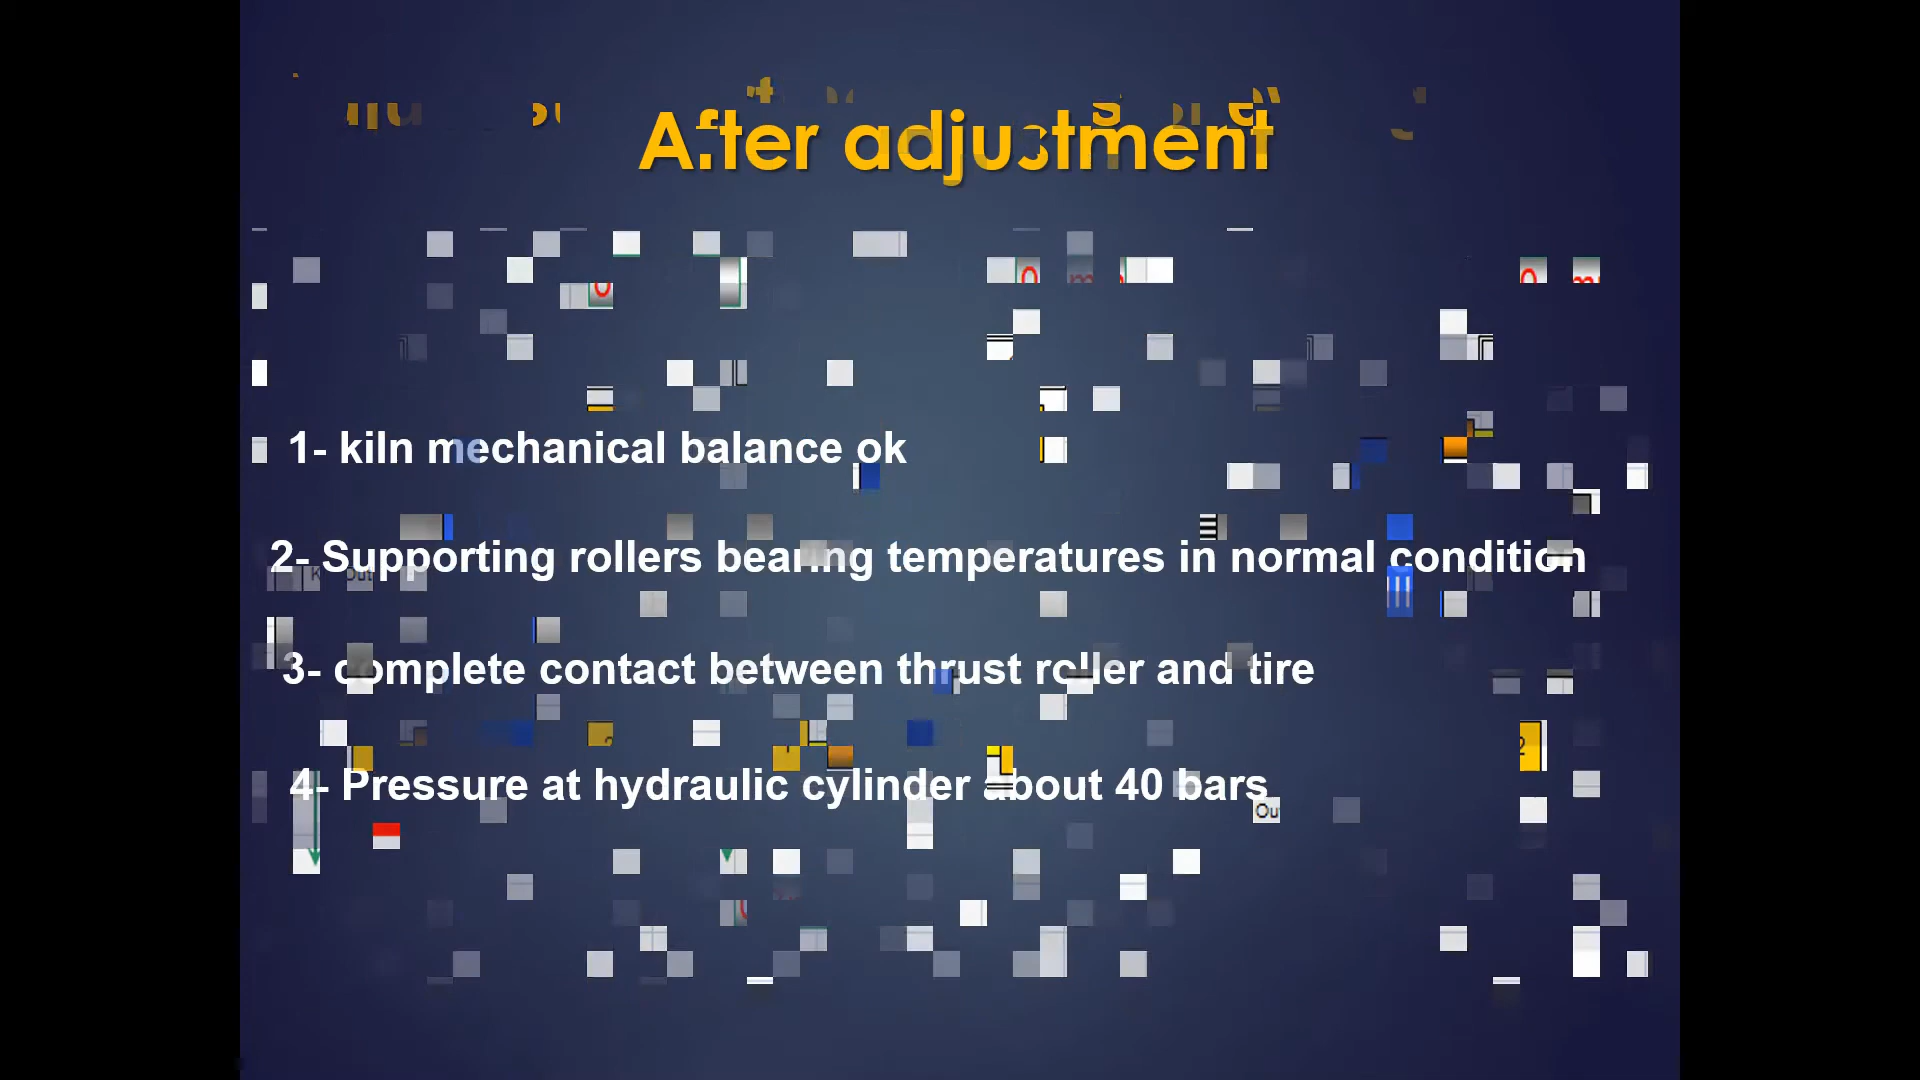 After adjustment
1- kiln mechanical balance ok
2- Supporting rollers bearing temperatures in normal condition
Out
3- complete contact between thrust roller and tire
4- Pressure at hydraulic cylinder about 40 bars